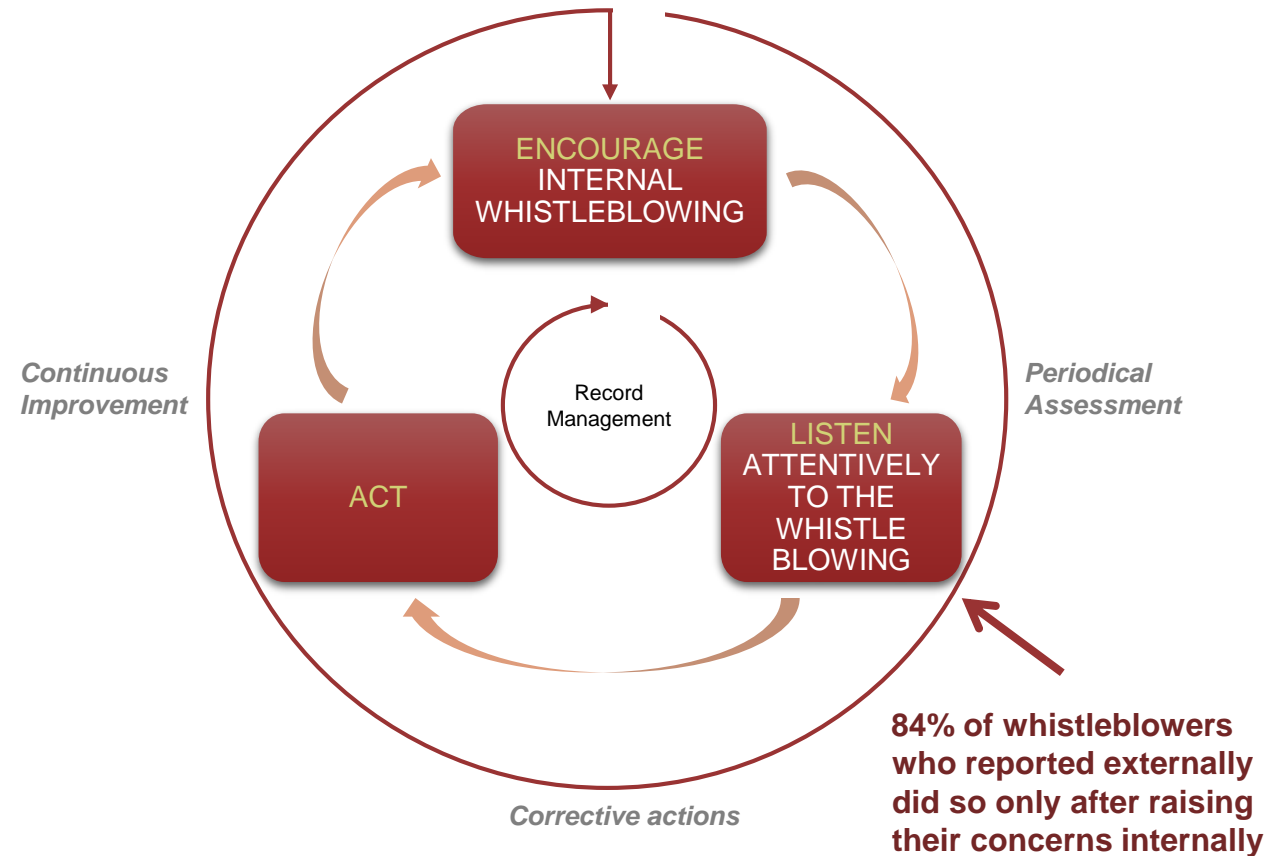 ENCOURAGE
INTERNAL
WHISTLEBLOWING
Continuous
Improvement
Record
Management
Periodical
Assessment
ACT
LISTEN
ATTENTIVELY
TO THE
WHISTLE
BLOWING
Corrective actions
84% of whistleblowers
who reported externally
did so only after raising
their concerns internally